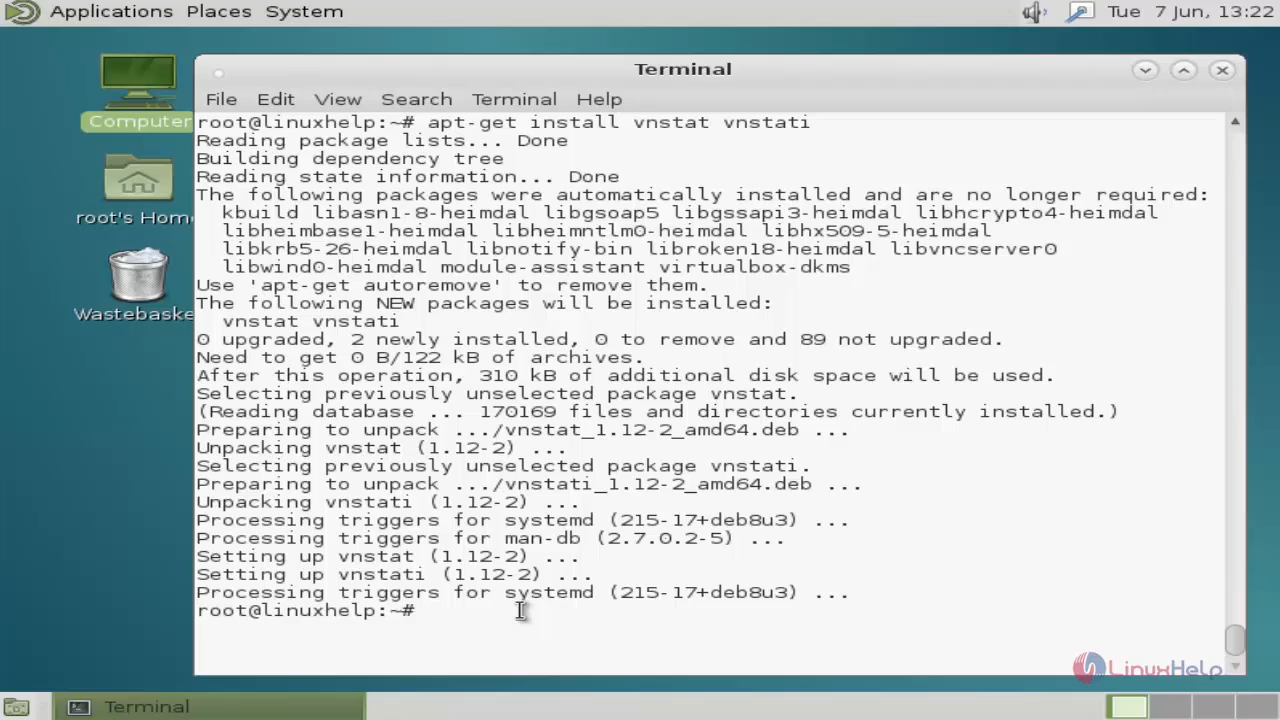 Applications Places System
Tue 7 Jun, 13:22
Computer
root's Hom
Wastebaske
Terminal
File Edit View Search Terminal Help
root@linuxhelp:~# apt-get install vnstat vnstati
Reading package lists... Done
Building dependency tree
Reading state information... Done
The following packages were automatically installed and are no longer required:
kbuild libasn1-8-heimdal libgsoap5 libgssapi3-heimdal libhcrypto4-heimdal
libheimbase1-heimdal libheimntlm0-heimdal libhx509-5-heimdal
libkrb5-26-heimdal libnotify-bin libroken18-heimdal libvncserver0
libwind0-heimdal module-assistant virtualbox-dkms
Use 'apt-get autoremove' to remove them.
The following NEW packages will be installed:
vnstat vnstati
0 upgraded, 2 newly installed, 0 to remove and 89 not upgraded.
Need to get 0 B/122 kB of archives.
After this operation, 310 kB of additional disk space will be used.
Selecting previously unselected package vnstat.
(Reading database ... 170169 files and directories currently installed.)
Preparing to unpack .../vnstat_1.12-2_amd64.deb ...
Unpacking vnstat (1.12-2) ...
Selecting previously unselected package vnstati.
Preparing to unpack .../vnstati_1.12-2_amd64.deb ...
Unpacking vnstati (1.12-2) ...
Processing triggers for systemd (215-17+deb8u3) ...
Processing triggers for man-db (2.7.0.2-5) ...
Setting up vnstat (1.12-2) ...
Setting up vnstati (1.12-2) ...
Processing triggers for systemd (215-17+deb8u3) ...
root@linuxhelp:~#
LinuxHelp
Terminal